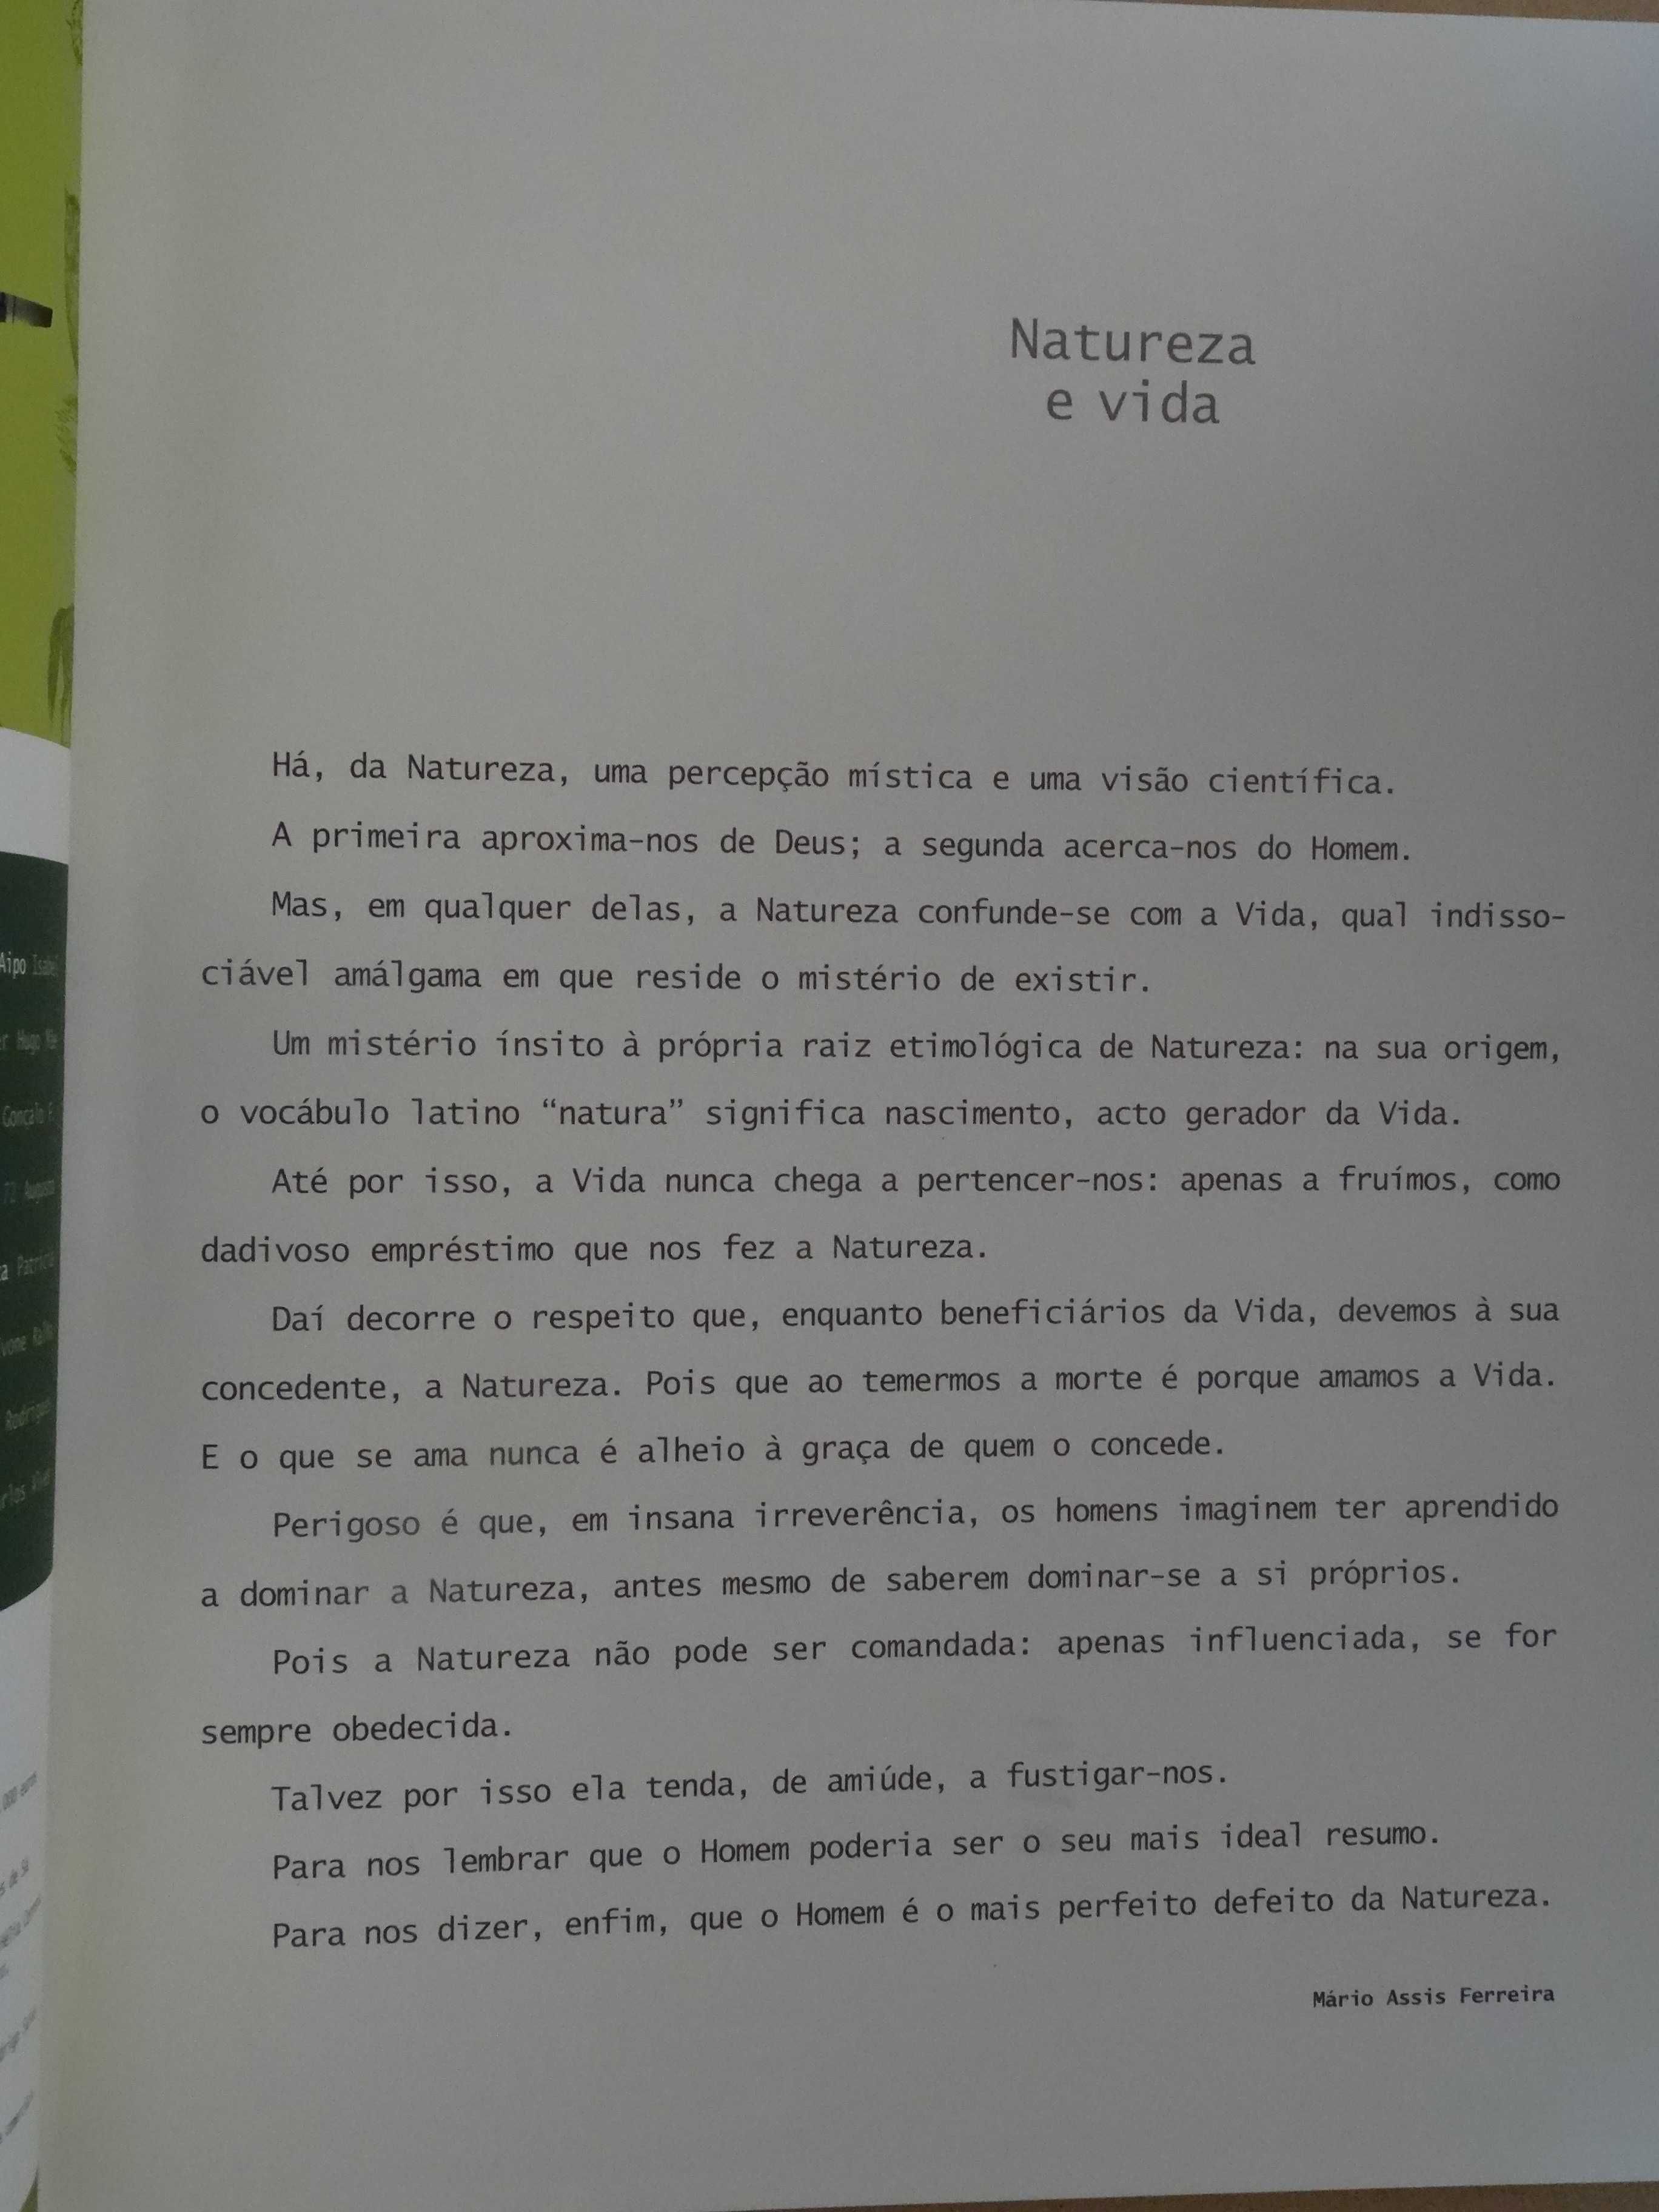 Natureza
e vida
Há, da Natureza, uma percepção mística e uma visão científica.
A primeira aproxima-nos de Deus; a segunda acerca-nos do Homem.
Mas, em qualquer delas, a Natureza confunde-se com a Vida, qual indisso-
ciável amálgama em que reside o mistério de existir.
Um mistério ínsito à própria raiz etimológica de Natureza: na sua origem,
o vocábulo latino “natura” significa nascimento, acto gerador da Vida.
Até por isso, a Vida nunca chega a pertencer-nos: apenas a fruímos, como
dadivoso empréstimo que nos fez a Natureza.
Daí decorre o respeito que, enquanto beneficiários da Vida, devemos à sua
concedente, a Natureza. Pois que ao temermos a morte é porque amamos a Vida.
E o que se ama nunca é alheio à graça de quem o concede.
Perigoso é que, em insana irreverência, os homens imaginem ter aprendido
a dominar a Natureza, antes mesmo de saberem dominar-se a si próprios.
Pois a Natureza não pode ser comandada: apenas influenciada, se for
sempre obedecida.
Talvez por isso ela tenda, de amiúde, a fustigar-nos.
Para nos lembrar que o Homem poderia ser o seu mais ideal resumo.
Para nos dizer, enfim, que o Homem é o mais perfeito defeito da Natureza.
Mário Assis Ferreira
Aipo
Hugo
Gonçalo